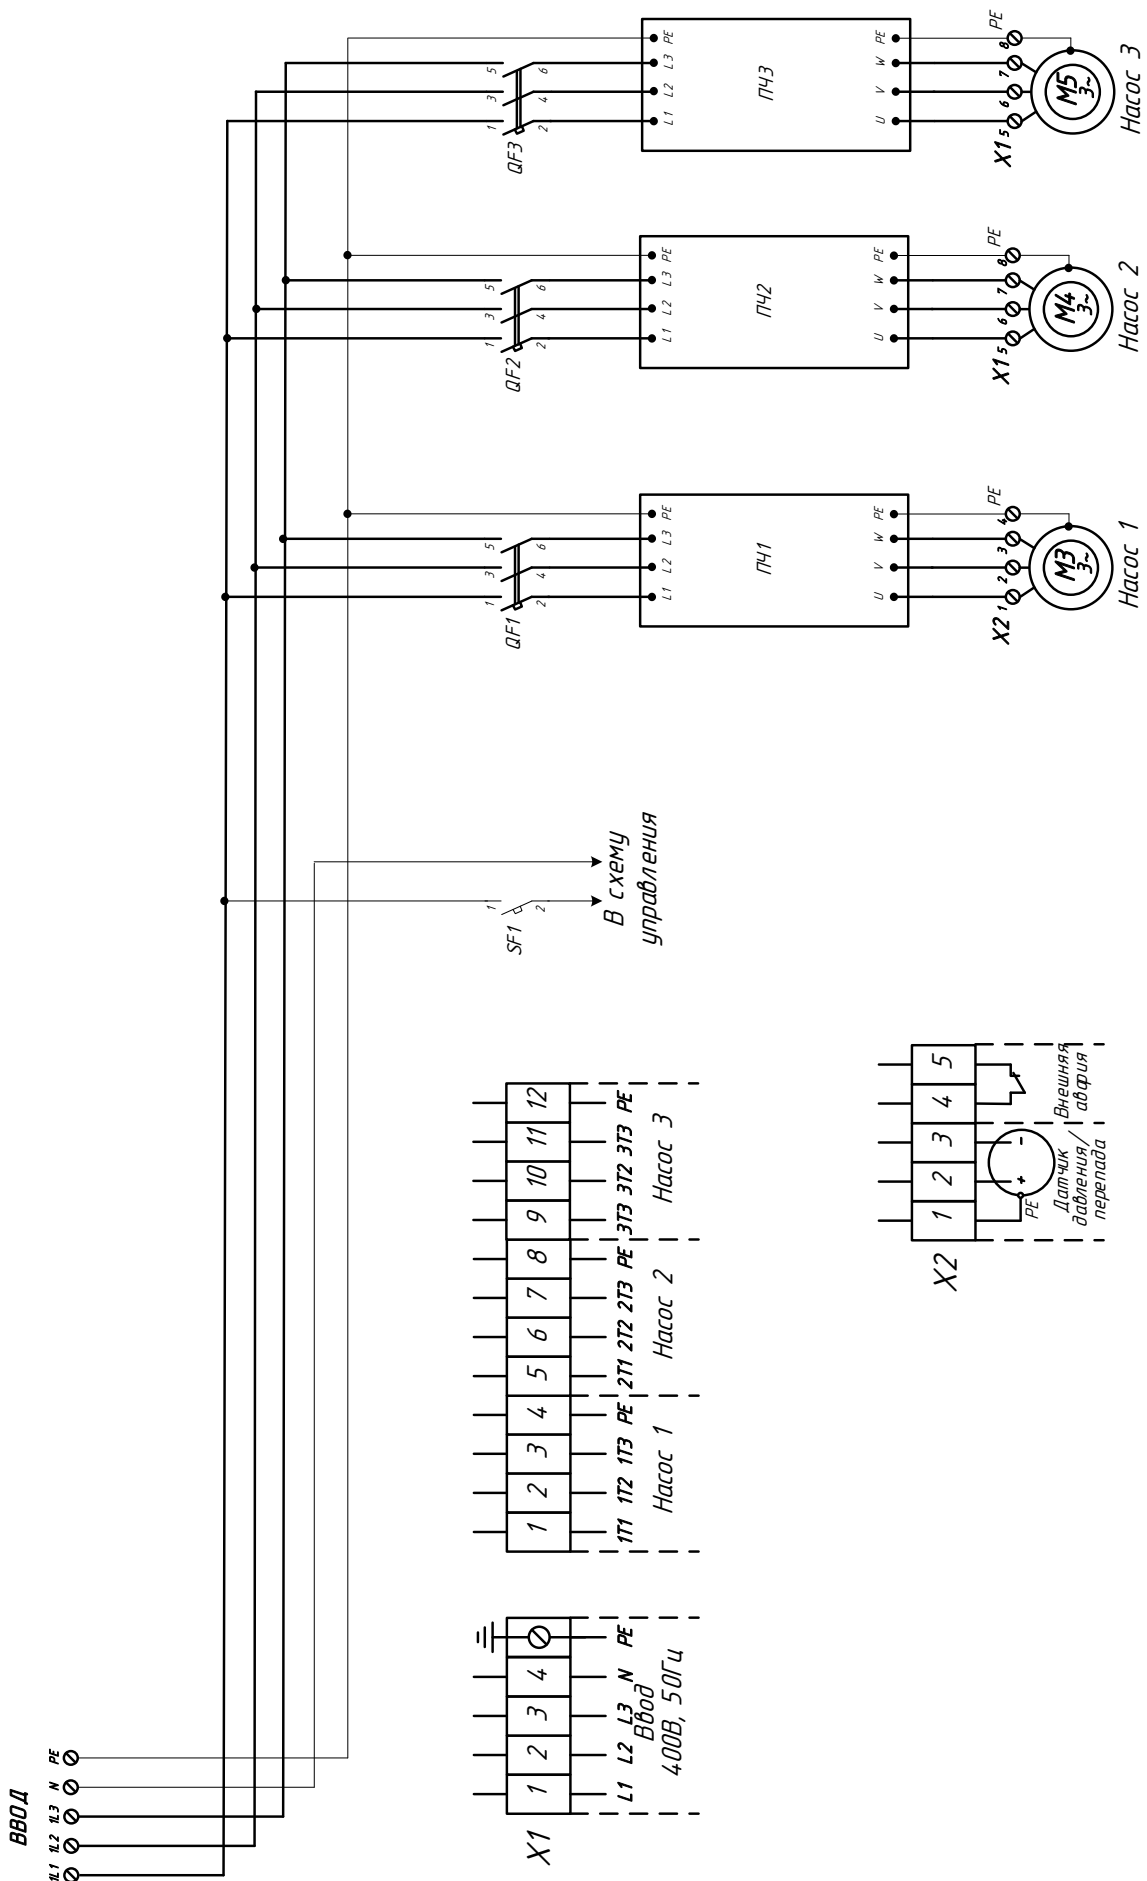 ВВОД
1L1
1L2
1L3
N
PE
SF1
1
2
В схему
управления
QF1
1
3
5
2
4
6
L1
L2
L3
PE
ПЧ1
U
V
W
PE
X2
1
2
3
4
PE
М3
3~
Насос 1
QF2
1
3
5
2
4
6
L1
L2
L3
PE
ПЧ2
U
V
W
PE
X1
5
6
7
8
PE
М4
3~
Насос 2
QF3
1
3
5
2
4
6
L1
L2
L3
PE
ПЧ3
U
V
W
PE
X1
5
6
7
8
PE
М5
3~
Насос 3
X1
1 2 3 4
L1 L2 L3 N PE
Ввод
400В, 50Гц
1 2 3 4 5 6 7 8 9 10 11 12
1T1 1T2 1T3 PE 2T1 2T2 2T3 PE 3T3 3T2 3T3 PE
Насос 1 Насос 2 Насос 3
X2
1 2 3 4 5
+ -
PE
Датчик
давления/
перепада
Внешняя
авария